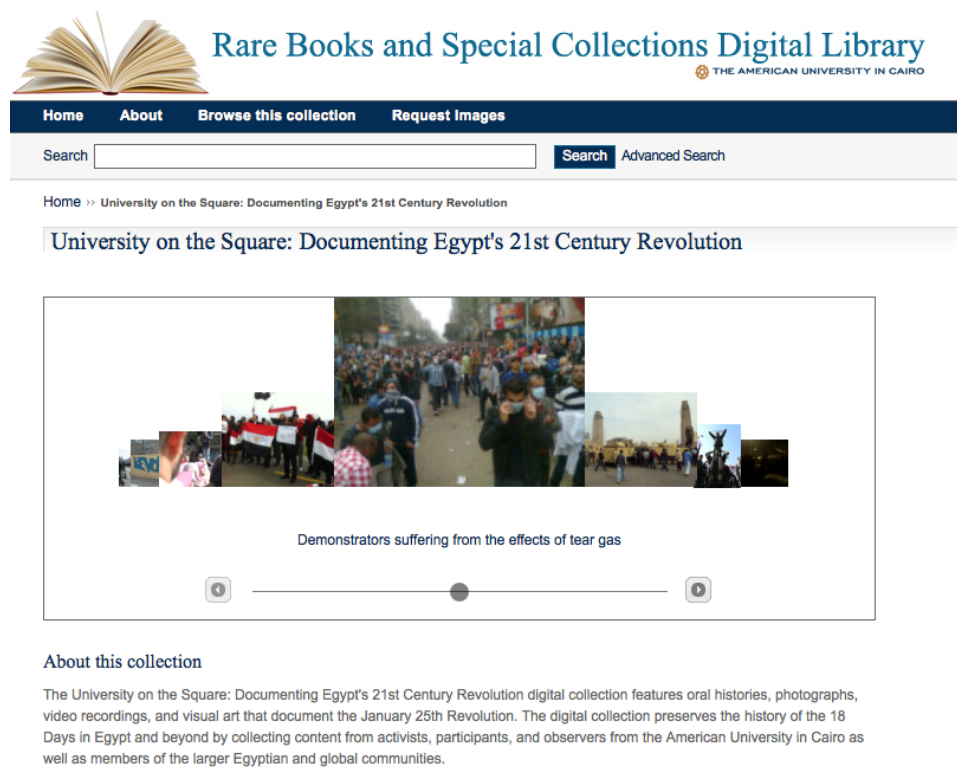 Rare Books and Special Collections Digital Library
THE AMERICAN UNIVERSITY IN CAIRO
Home About Browse this collection Request Images
Search Search Advanced Search
Home ›› University on the Square: Documenting Egypt's 21st Century Revolution
University on the Square: Documenting Egypt's 21st Century Revolution
Demonstrators suffering from the effects of tear gas
About this collection
The University on the Square: Documenting Egypt's 21st Century Revolution digital collection features oral histories, photographs,
video recordings, and visual art that document the January 25th Revolution. The digital collection preserves the history of the 18
Days in Egypt and beyond by collecting content from activists, participants, and observers from the American University in Cairo as
well as members of the larger Egyptian and global communities.